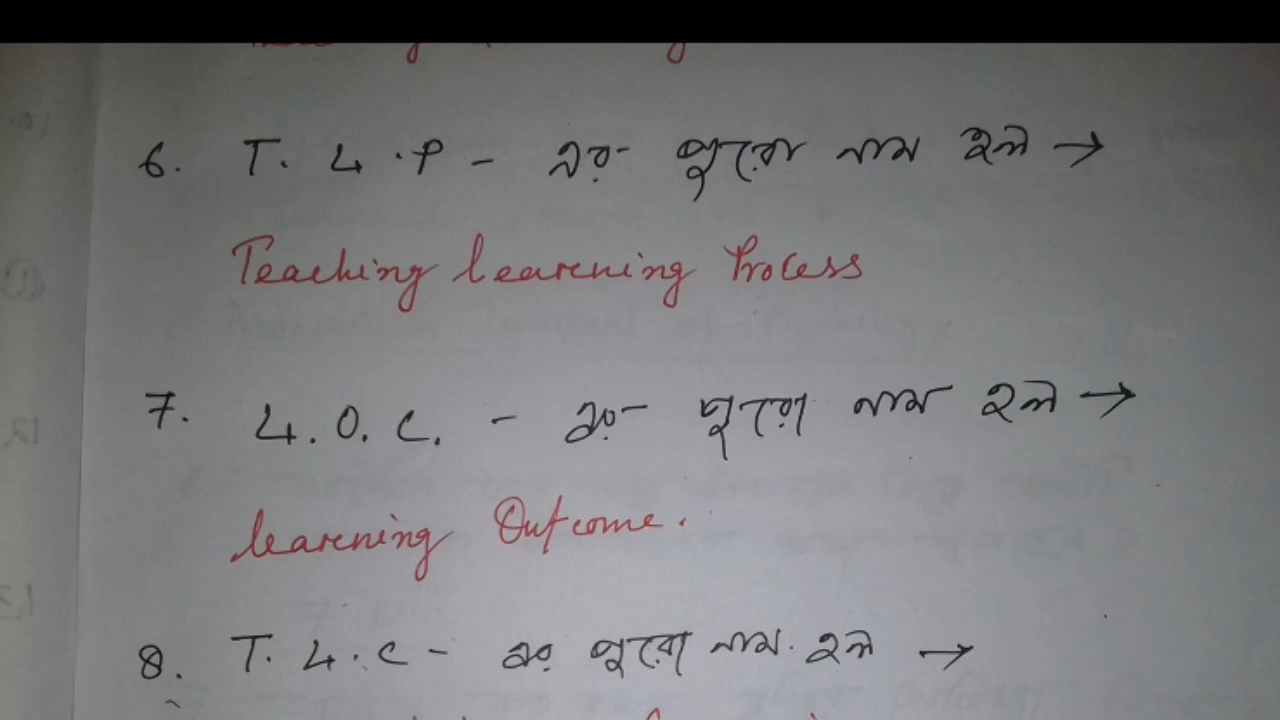 6. T. L. P - এর পুরো নাম হল →
Teaching learning Process
7. L. O. C. - এর পুরো নাম হল →
learning Outcome.
8. T. L. C - এর পুরো নাম হল →